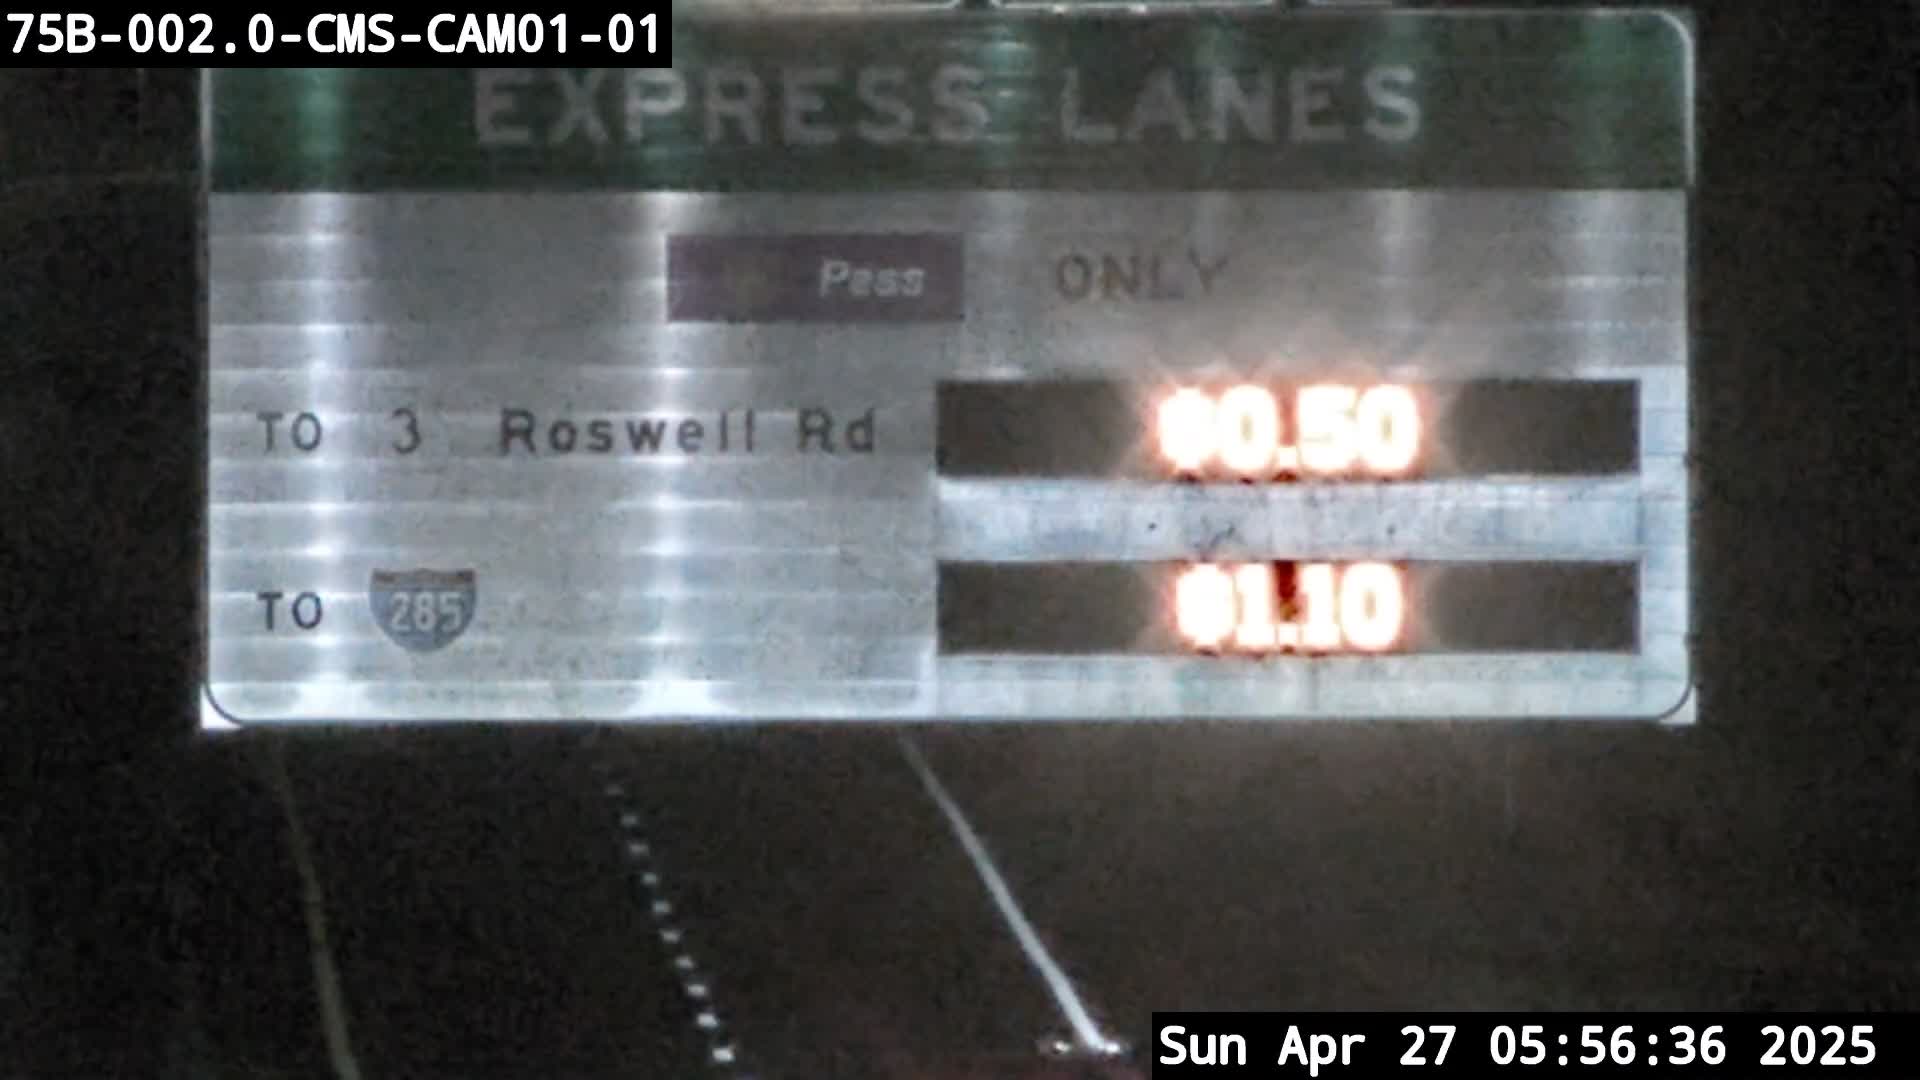 75B-002.0-CMS-CAM01-01
EXPRESS LANES
Pass ONLY
TO 3 Roswell Rd $0.50
TO 285 $1.10
Sun Apr 27 05:56:36 2025